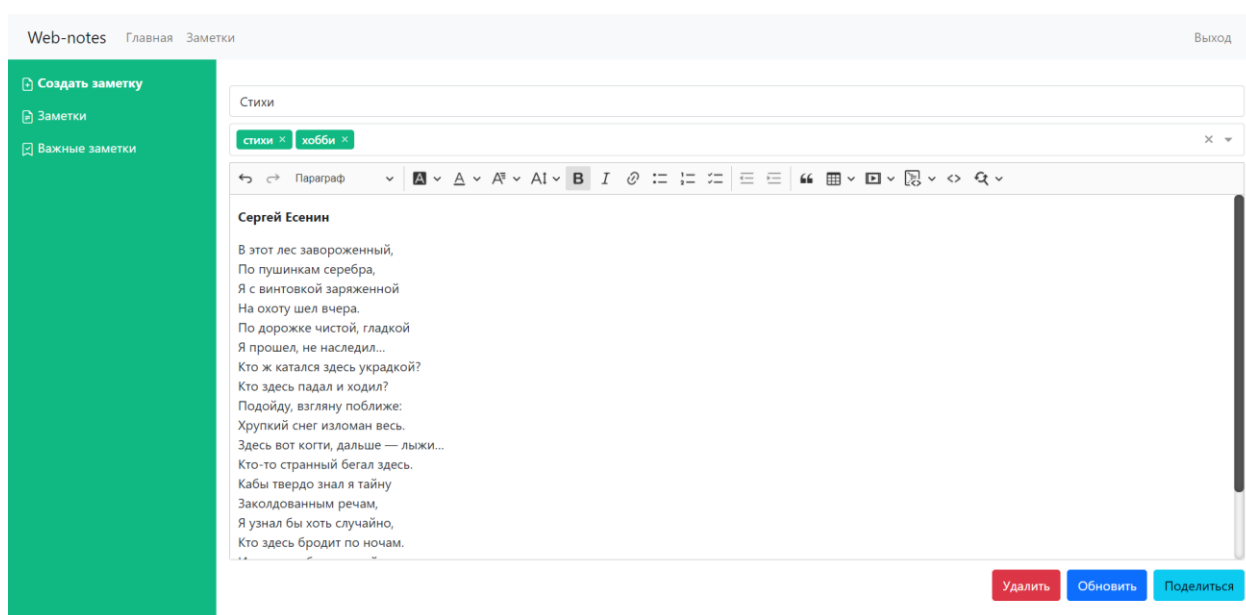 Web-notes Главная Заметки Выход
Создать заметку
Заметки
Важные заметки
Стихи
стихи × хобби ×
Параграф
Сергей Есенин
В этот лес завороженный,
По пушинкам серебра,
Я с винтовкой заряженной
На охоту шел вчера.
По дорожке чистой, гладкой
Я прошел, не наследил...
Кто ж катался здесь украдкой?
Кто здесь падал и ходил?
Подойду, взгляну поближе:
Хрупкий снег изломан весь.
Здесь вот когти, дальше — лыжи...
Кто-то странный бегал здесь.
Кабы твердо знал я тайну
Заколдованным речам,
Я узнал бы хоть случайно,
Кто здесь бродит по ночам.
Удалить Обновить Поделиться